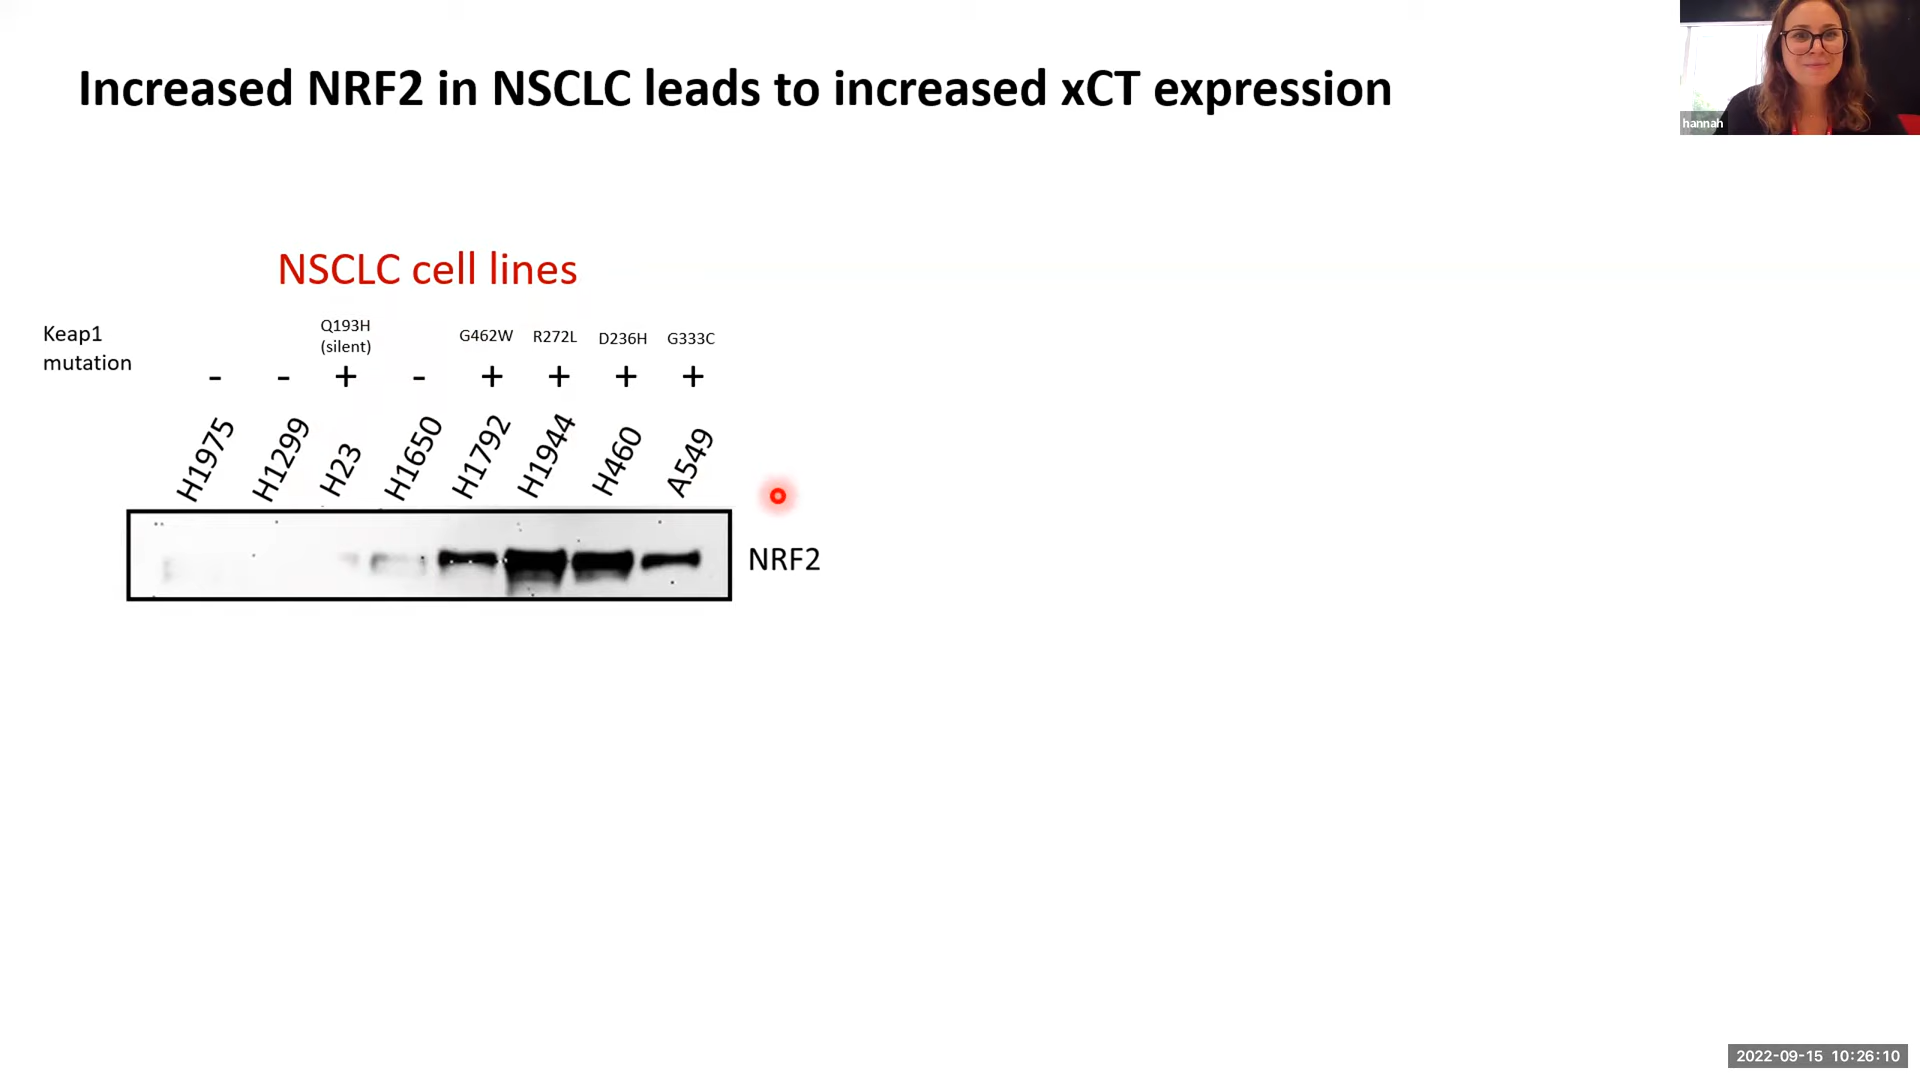 Increased NRF2 in NSCLC leads to increased xCT expression
hannah
NSCLC cell lines
Keap1
mutation
Q193H
(silent)
G462W
R272L
D236H
G333C
- - + - + + + +
H1975
H1299
H23
H1650
H1792
H1944
H460
A549
NRF2
2022-09-15 10:26:10